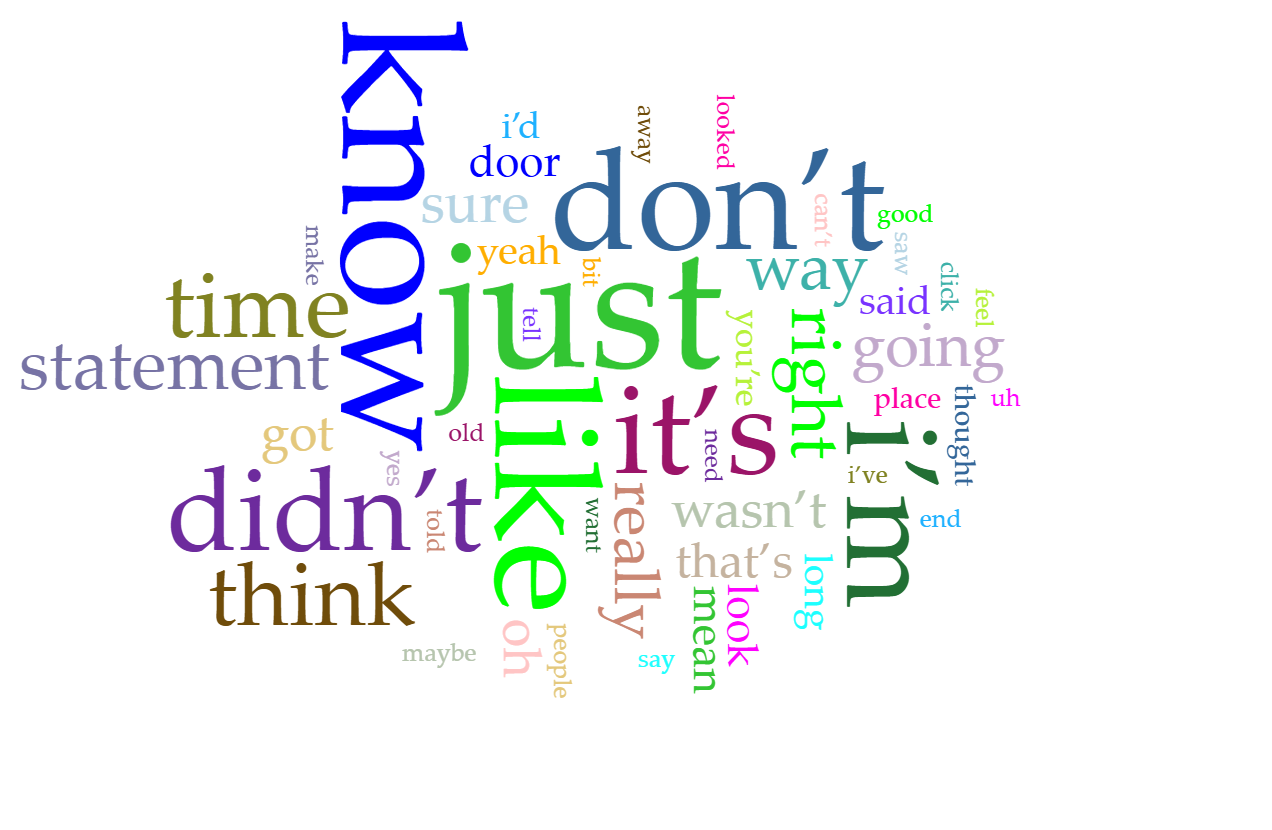 know
i’d
away
looked
door
don’t
sure
can’t
good
yeah
saw
make
bit
way
click
time
just
said
feel
tell
you’re
right
going
statement
place
uh
like
it’s
thought
got
old
need
i’m
yes
i’ve
didn’t
told
want
really
wasn’t
end
think
that’s
long
mean
look
oh
people
maybe
say